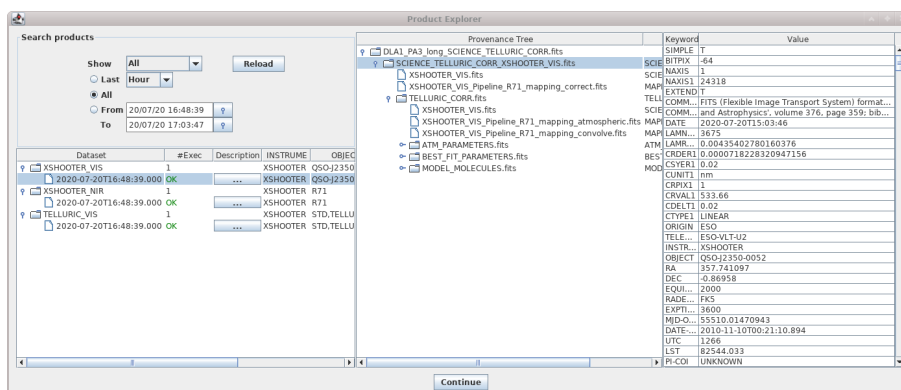 Product Explorer
Search products
Show All Reload
Last Hour
All
From 20/07/20 16:48:39
To 20/07/20 17:03:47
Dataset #Exec Description INSTRUME OBJEC
XSHOOTER_VIS 1 XSHOOTER QSO-J2350
2020-07-20T16:48:39.000 OK ... XSHOOTER QSO-J2350
XSHOOTER_NIR 1 XSHOOTER R71
2020-07-20T16:48:39.000 OK ... XSHOOTER R71
TELLURIC_VIS 1 XSHOOTER STD,TELLU
2020-07-20T16:48:39.000 OK ... XSHOOTER STD,TELLU
Provenance Tree
DLA1_PA3_long_SCIENCE_TELLURIC_CORR.fits
SCIENCE_TELLURIC_CORR_XSHOOTER_VIS.fits SCIE
XSHOOTER_VIS.fits SCIE
XSHOOTER_VIS_Pipeline_R71_mapping_correct.fits MAPI
TELLURIC_CORR.fits TELL
XSHOOTER_VIS.fits SCIE
XSHOOTER_VIS_Pipeline_R71_mapping_atmospheric.fits MAPI
XSHOOTER_VIS_Pipeline_R71_mapping_convolve.fits MAPI
ATM_PARAMETERS.fits ATM_
BEST_FIT_PARAMETERS.fits BES
MODEL_MOLECULES.fits MOD
Keyword Value
SIMPLE T
BITPIX -64
NAXIS 1
NAXIS1 24318
EXTEND T
COMM... FITS (Flexible Image Transport System) format...
COMM... and Astrophysics', volume 376, page 359; bib...
DATE 2020-07-20T15:03:46
LAMN... 3675
LAMR... 0.00435402780160376
CRDER1 0.0000718228320947156
CSYER1 0.02
CUNIT1 nm
CRPIX1 1
CRVAL1 533.66
CDELT1 0.02
CTYPE1 LINEAR
ORIGIN ESO
TELE... ESO-VLT-U2
INSTR... XSHOOTER
OBJECT QSO-J2350-0052
RA 357.741097
DEC -0.86958
EQUI... 2000
RADE... FK5
EXPTI... 3600
MJD-O... 55510.01470943
DATE-... 2010-11-10T00:21:10.894
UTC 1266
LST 82544.033
PI-COI UNKNOWN
Continue